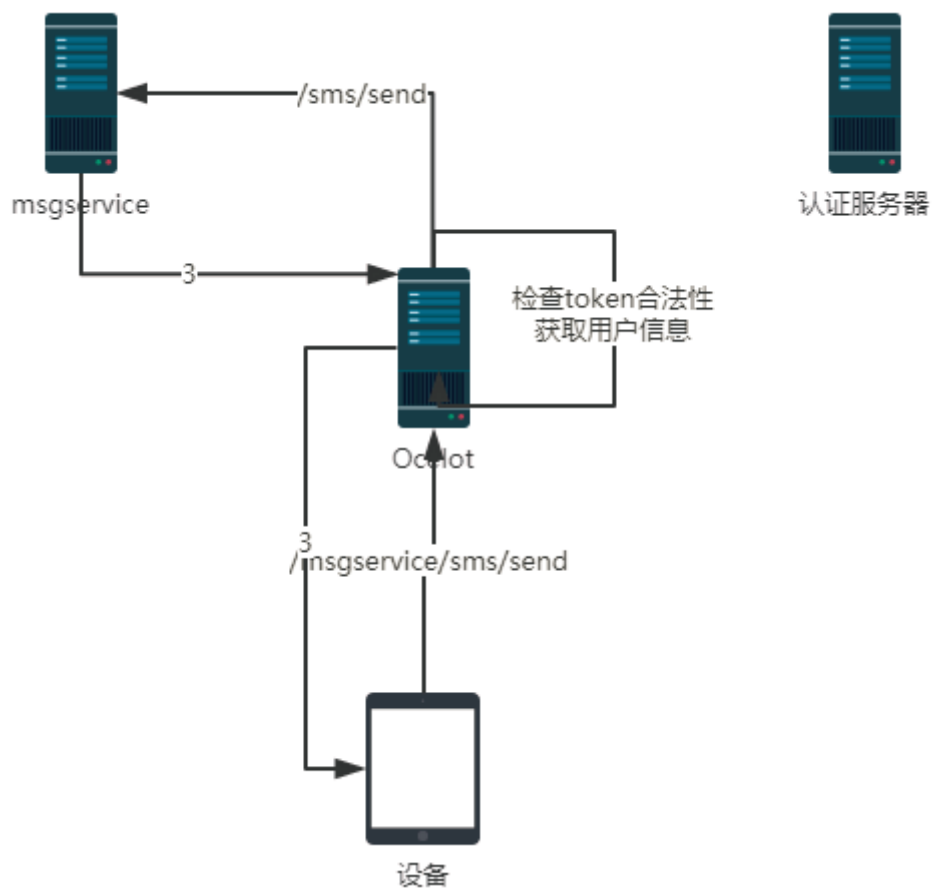 /sms/send
msgservice
认证服务器
3
检查token合法性
获取用户信息
Ocelot
3
/msgservice/sms/send
设备